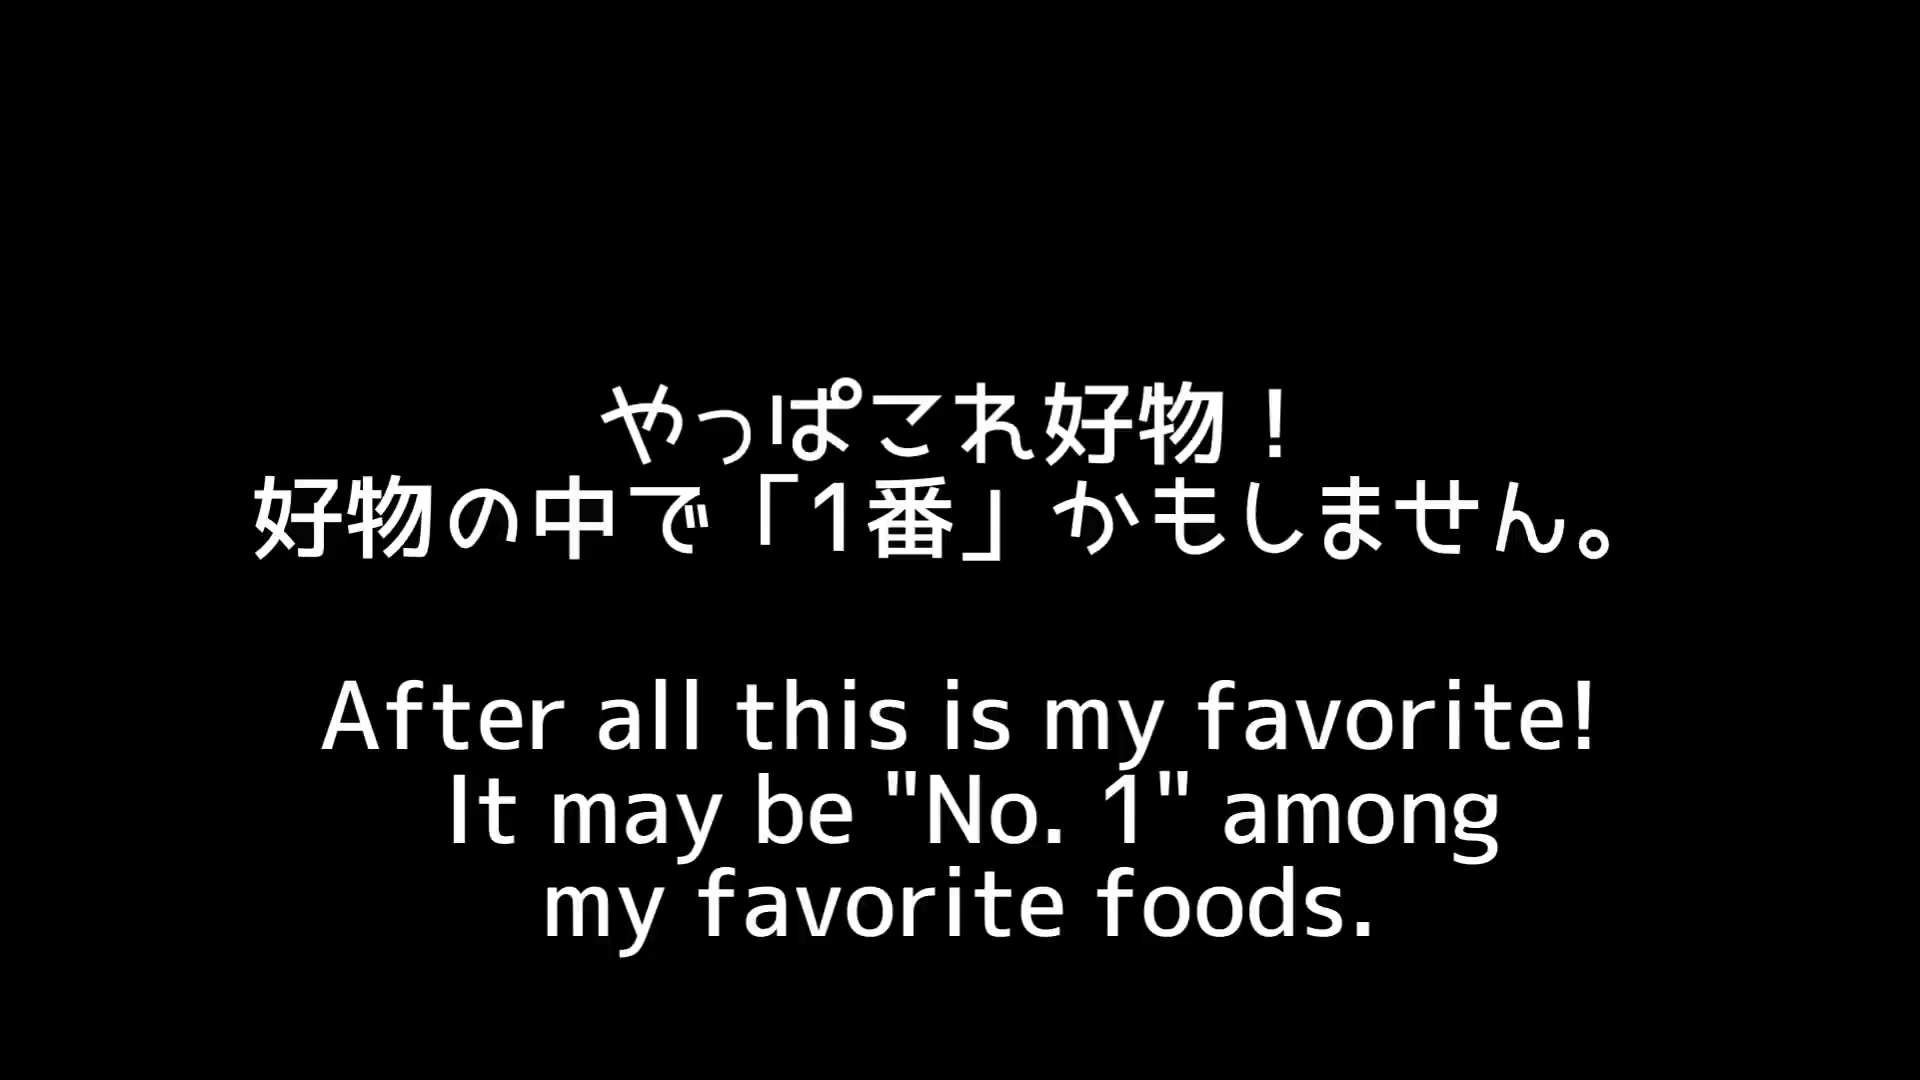 やっぱこれ好物！
好物の中で「1番」かもしません。
After all this is my favorite!
It may be "No. 1" among
my favorite foods.